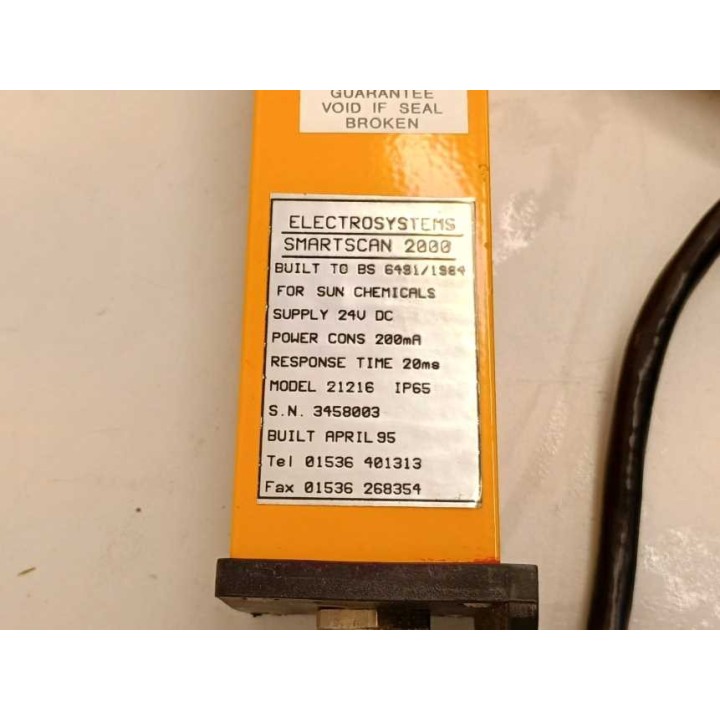 GUARANTEE
VOID IF SEAL
BROKEN
ELECTROSYSTEMS
SMARTSCAN 2000
BUILT TO BS 6491/1984
FOR SUN CHEMICALS
SUPPLY 24V DC
POWER CONS 200mA
RESPONSE TIME 20ms
MODEL 21216 IP65
S.N. 3458003
BUILT APRIL 95
Tel 01536 401313
Fax 01536 268354